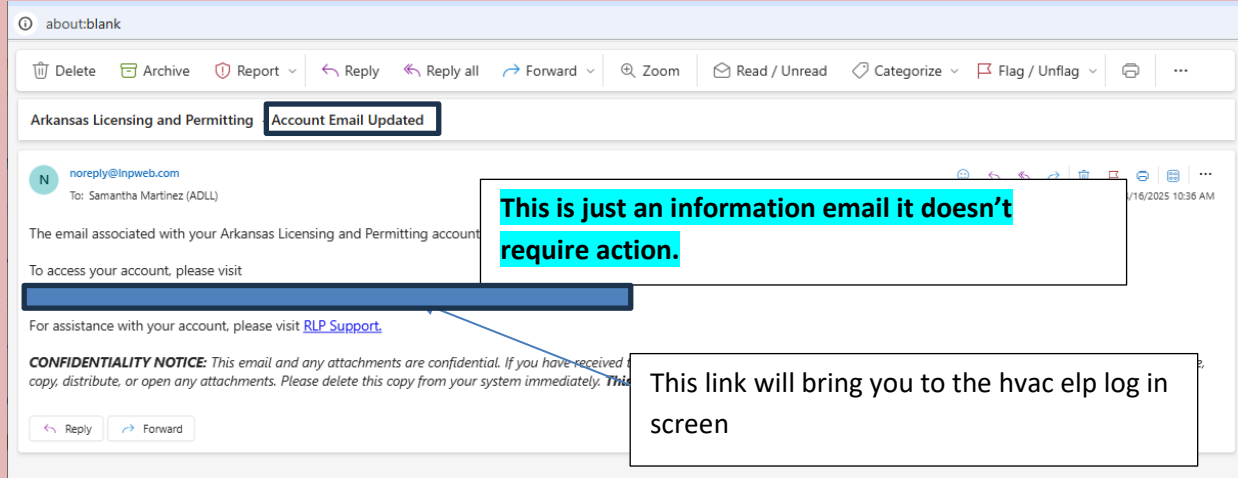 about:blank
Delete Archive Report Reply Reply all Forward Zoom Read / Unread Categorize Flag / Unflag ...
Arkansas Licensing and Permitting - Account Email Updated
N
noreply@lnpweb.com
To: Samantha Martinez (ADLL)
/16/2025 10:36 AM
This is just an information email it doesn’t
require action.
The email associated with your Arkansas Licensing and Permitting account
To access your account, please visit
For assistance with your account, please visit RLP Support.
CONFIDENTIALITY NOTICE: This email and any attachments are confidential. If you have received
copy, distribute, or open any attachments. Please delete this copy from your system immediately. This
This link will bring you to the hvac elp log in
screen
Reply Forward